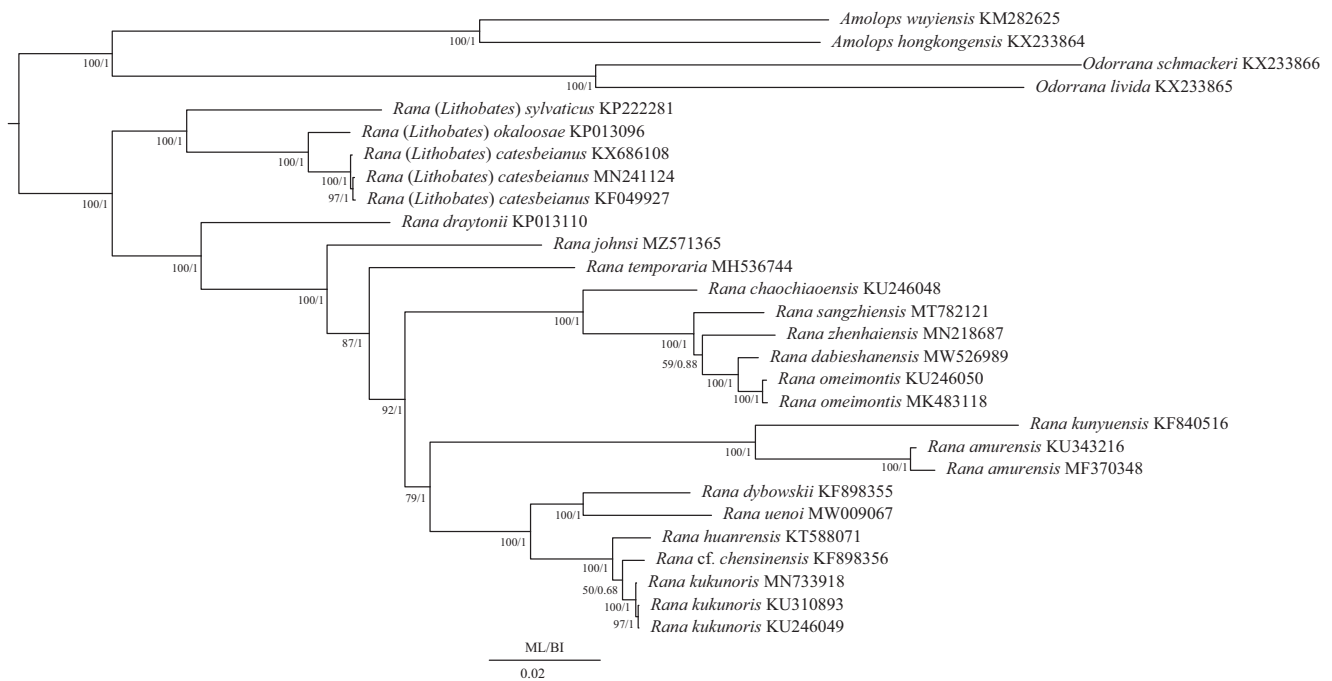 Amolops wuyiensis KM282625
100/1
Amolops hongkongensis KX233864
100/1
Odorrana schmackeri KX233866
100/1
Odorrana livida KX233865
Rana (Lithobates) sylvaticus KP222281
100/1
Rana (Lithobates) okaloosae KP013096
100/1
Rana (Lithobates) catesbeianus KX686108
100/1
Rana (Lithobates) catesbeianus MN241124
97/1
Rana (Lithobates) catesbeianus KF049927
100/1
Rana draytonii KP013110
100/1
Rana johnsi MZ571365
100/1
Rana temporaria MH536744
87/1
Rana chaochiaoensis KU246048
100/1
Rana sangzhiensis MT782121
100/1
Rana zhenhaiensis MN218687
59/0.88
Rana dabieshanensis MW526989
100/1
Rana omeimontis KU246050
100/1
Rana omeimontis MK483118
92/1
Rana kunyuensis KF840516
100/1
Rana amurensis KU343216
100/1
Rana amurensis MF370348
79/1
Rana dybowskii KF898355
100/1
Rana uenoi MW009067
100/1
Rana huanrensis KT588071
100/1
Rana cf. chensinensis KF898356
50/0.68
Rana kukunoris MN733918
100/1
Rana kukunoris KU310893
97/1
Rana kukunoris KU246049
ML/BI
0.02